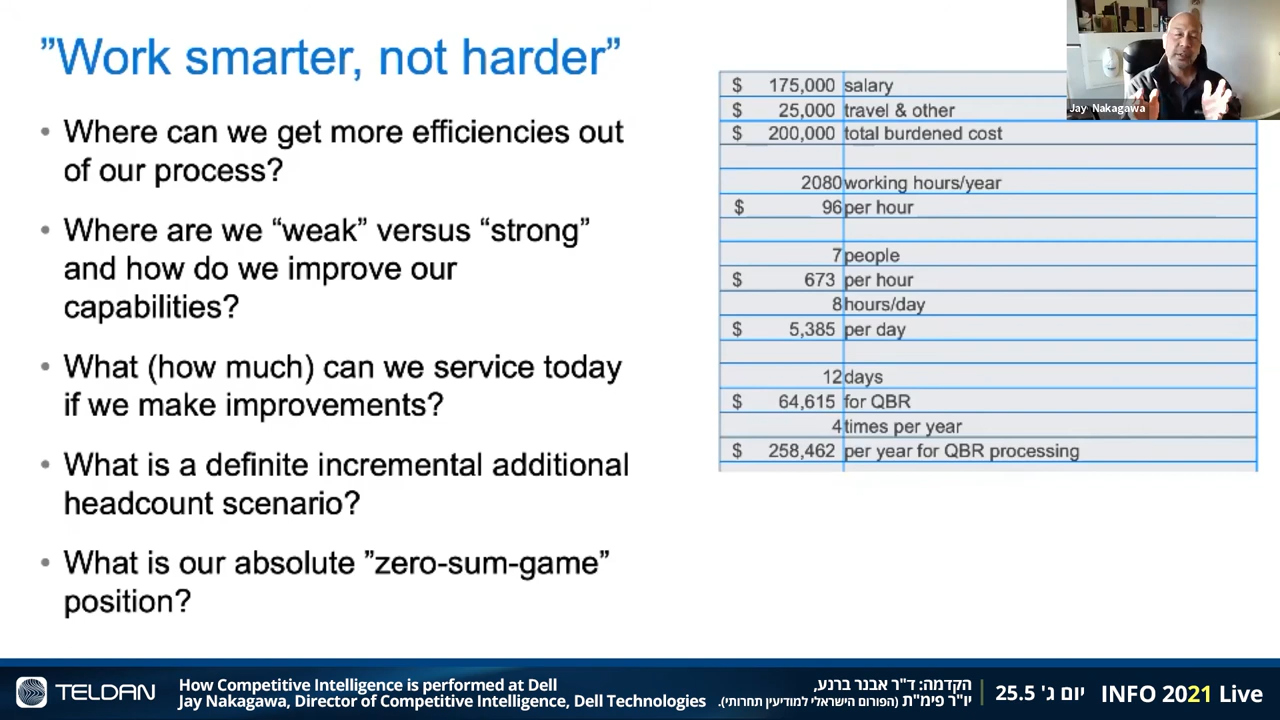 ”Work smarter, not harder”
• Where can we get more efficiencies out
of our process?
• Where are we “weak” versus “strong”
and how do we improve our
capabilities?
• What (how much) can we service today
if we make improvements?
• What is a definite incremental additional
headcount scenario?
• What is our absolute ”zero-sum-game”
position?
$ 175,000 salary
$ 25,000 travel & other
$ 200,000 total burdened cost
2080 working hours/year
$ 96 per hour
7 people
$ 673 per hour
8 hours/day
$ 5,385 per day
12 days
$ 64,615 for QBR
4 times per year
$ 258,462 per year for QBR processing
Jay Nakagawa
TELDAN
How Competitive Intelligence is performed at Dell
Jay Nakagawa, Director of Competitive Intelligence, Dell Technologies
הקדמה: ד"ר אבנר ברנע,
יו"ר פימ"ת (הפורום הישראלי למודיעין תחרותי).
יום ג' 25.5
INFO 2021 Live